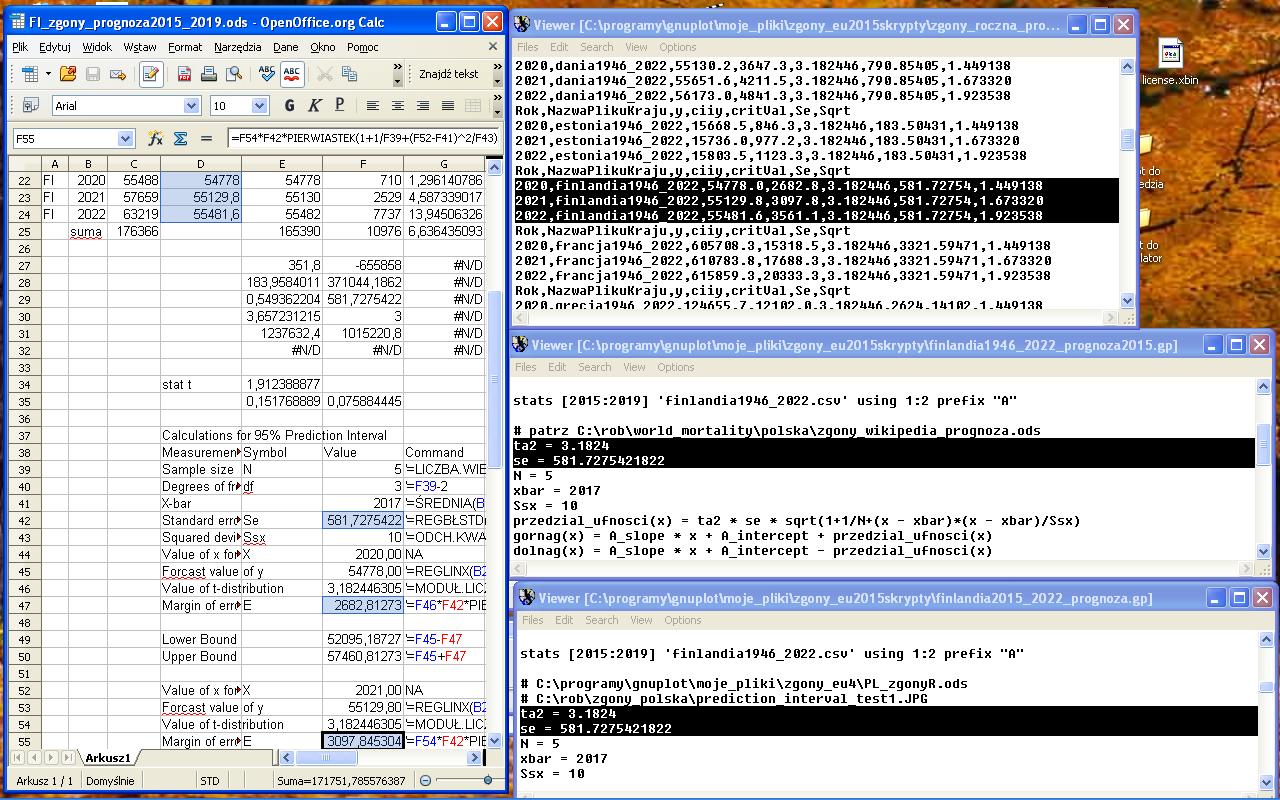 FI_zgony_prognoza2015_2019.ods - OpenOffice.org Calc
Plik Edytuj Widok Wstaw Format Narzędzia Dane Okno Pomoc
Znajdź tekst
Arial 10 G K P
F55 =F54*F42*PIERWIASTEK(1+1/F39+(F52-F41)^2/F43)
A B C D E F G
22 FI 2020 55488 54778 54778 710 1,296140786
23 FI 2021 57659 55129,8 55130 2529 4,587339017
24 FI 2022 63219 55481,6 55482 7737 13,94506326
25 suma 176366 165390 10976 6,636435093
26
27 351,8 -655858 #N/D
28 183,9584011 371044,1862 #N/D
29 0,549362204 581,7275422 #N/D
30 3,657231215 3 #N/D
31 1237632,4 1015220,8 #N/D
32 #N/D #N/D #N/D
33
34 stat t 1,912388877
35 0,151768889 0,075884445
36
37 Calculations for 95% Prediction Interval
38 Measuremen Symbol Value Command
39 Sample size N 5 '=LICZBA.WIE
40 Degrees of fr df 3 '=F39-2
41 X-bar 2017 '=ŚREDNIA(B
42 Standard erro Se 581,7275422 '=REGBŁSTD(
43 Squared devi Ssx 10 '=ODCH.KWA
44 Value of x for X 2020,00 NA
45 Forcast value of y 54778,00 '=REGLINX(B2
46 Value of t-distribution 3,182446305 '=MODUŁ.LIC
47 Margin of erro E 2682,81273 '=F46*F42*PIE
48
49 Lower Bound 52095,18727 '=F45-F47
50 Upper Bound 57460,81273 '=F45+F47
51
52 Value of x for X 2021,00 NA
53 Forcast value of y 55129,80 '=REGLINX(B2
54 Value of t-distribution 3,182446305 '=MODUŁ.LIC
55 Margin of erro E 3097,845304 '=F54*F42*PIE
Arkusz1
Arkusz 1 / 1 Domyślnie STD Suma=171751,785576387
Viewer [C:\programy\gnuplot\moje_pliki\zgony_eu2015skrypty\zgony_roczna_pro...
Files Edit Search View Options
2020,dania1946_2022,55130.2,3647.3,3.182446,790.85405,1.449138
2021,dania1946_2022,55651.6,4211.5,3.182446,790.85405,1.673320
2022,dania1946_2022,56173.0,4841.3,3.182446,790.85405,1.923538
Rok,NazwaPlikuKraju,y,ciiy,critVal,Se,Sqrt
2020,estonia1946_2022,15668.5,846.3,3.182446,183.50431,1.449138
2021,estonia1946_2022,15736.0,977.2,3.182446,183.50431,1.673320
2022,estonia1946_2022,15803.5,1123.3,3.182446,183.50431,1.923538
Rok,NazwaPlikuKraju,y,ciiy,critVal,Se,Sqrt
2020,finlandia1946_2022,54778.0,2682.8,3.182446,581.72754,1.449138
2021,finlandia1946_2022,55129.8,3097.8,3.182446,581.72754,1.673320
2022,finlandia1946_2022,55481.6,3561.1,3.182446,581.72754,1.923538
Rok,NazwaPlikuKraju,y,ciiy,critVal,Se,Sqrt
2020,francja1946_2022,605708.3,15318.5,3.182446,3321.59471,1.449138
2021,francja1946_2022,610783.8,17688.3,3.182446,3321.59471,1.673320
2022,francja1946_2022,615859.3,20333.3,3.182446,3321.59471,1.923538
Rok,NazwaPlikuKraju,y,ciiy,critVal,Se,Sqrt
2020,grecja1946_2022,124655.7,12102.0,3.182446,2624.14102,1.449138
license.xbin
t do
edzia
t do
lator
Viewer [C:\programy\gnuplot\moje_pliki\zgony_eu2015skrypty\finlandia1946_2022_prognoza2015.gp]
Files Edit Search View Options
stats [2015:2019] 'finlandia1946_2022.csv' using 1:2 prefix "A"
# patrz C:\rob\world_mortality\polska\zgony_wikipedia_prognoza.ods
ta2 = 3.1824
se = 581.7275421822
N = 5
xbar = 2017
Ssx = 10
przedzial_ufnosci(x) = ta2 * se * sqrt(1+1/N+(x - xbar)*(x - xbar)/Ssx)
gornag(x) = A_slope * x + A_intercept + przedzial_ufnosci(x)
dolnag(x) = A_slope * x + A_intercept - przedzial_ufnosci(x)
Viewer [C:\programy\gnuplot\moje_pliki\zgony_eu2015skrypty\finlandia2015_2022_prognoza.gp]
Files Edit Search View Options
stats [2015:2019] 'finlandia1946_2022.csv' using 1:2 prefix "A"
# C:\programy\gnuplot\moje_pliki\zgony_eu4\PL_zgonyR.ods
# C:\rob\zgony_polska\prediction_interval_test1.JPG
ta2 = 3.1824
se = 581.7275421822
N = 5
xbar = 2017
Ssx = 10